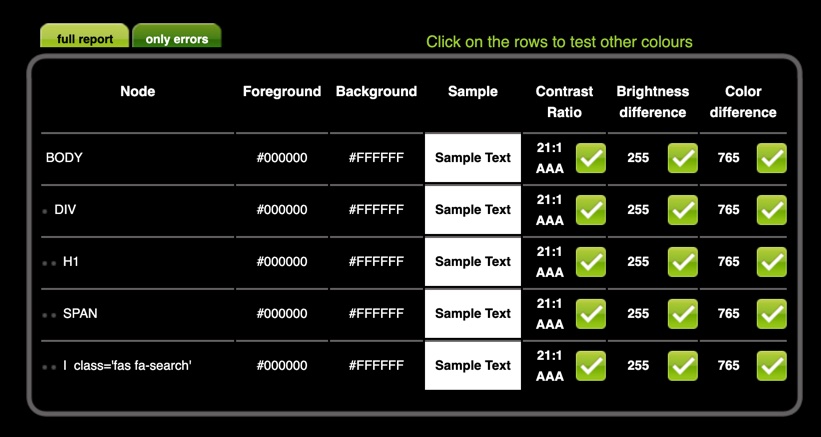 full report only errors
Click on the rows to test other colours
Node Foreground Background Sample Contrast Ratio Brightness difference Color difference
BODY #000000 #FFFFFF Sample Text 21:1 AAA 255 765
DIV #000000 #FFFFFF Sample Text 21:1 AAA 255 765
H1 #000000 #FFFFFF Sample Text 21:1 AAA 255 765
SPAN #000000 #FFFFFF Sample Text 21:1 AAA 255 765
I class='fas fa-search' #000000 #FFFFFF Sample Text 21:1 AAA 255 765